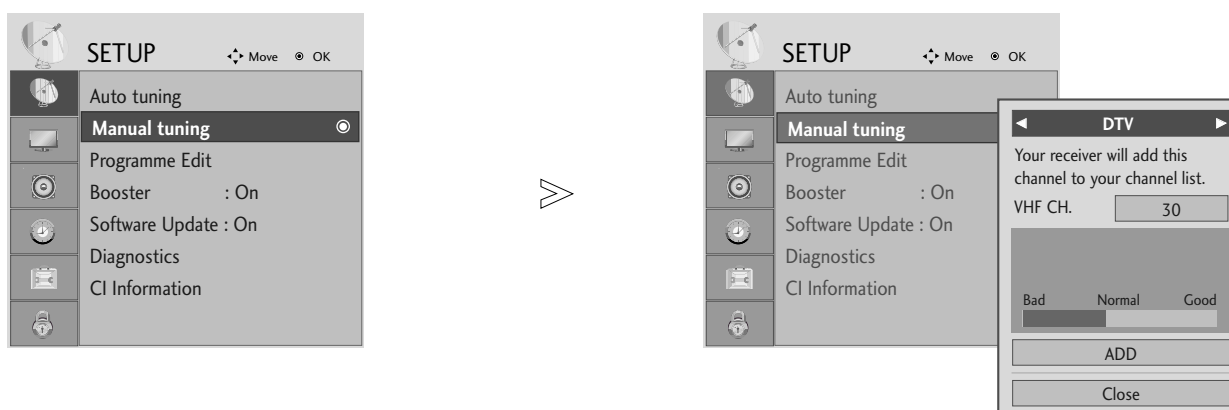 SETUP
Move OK
Auto tuning
Manual tuning
Programme Edit
Booster : On
Software Update : On
Diagnostics
CI Information
SETUP
Move OK
Auto tuning
Manual tuning
Programme Edit
Booster : On
Software Update : On
Diagnostics
CI Information
DTV
Your receiver will add this
channel to your channel list.
VHF CH. 30
Bad Normal Good
ADD
Close